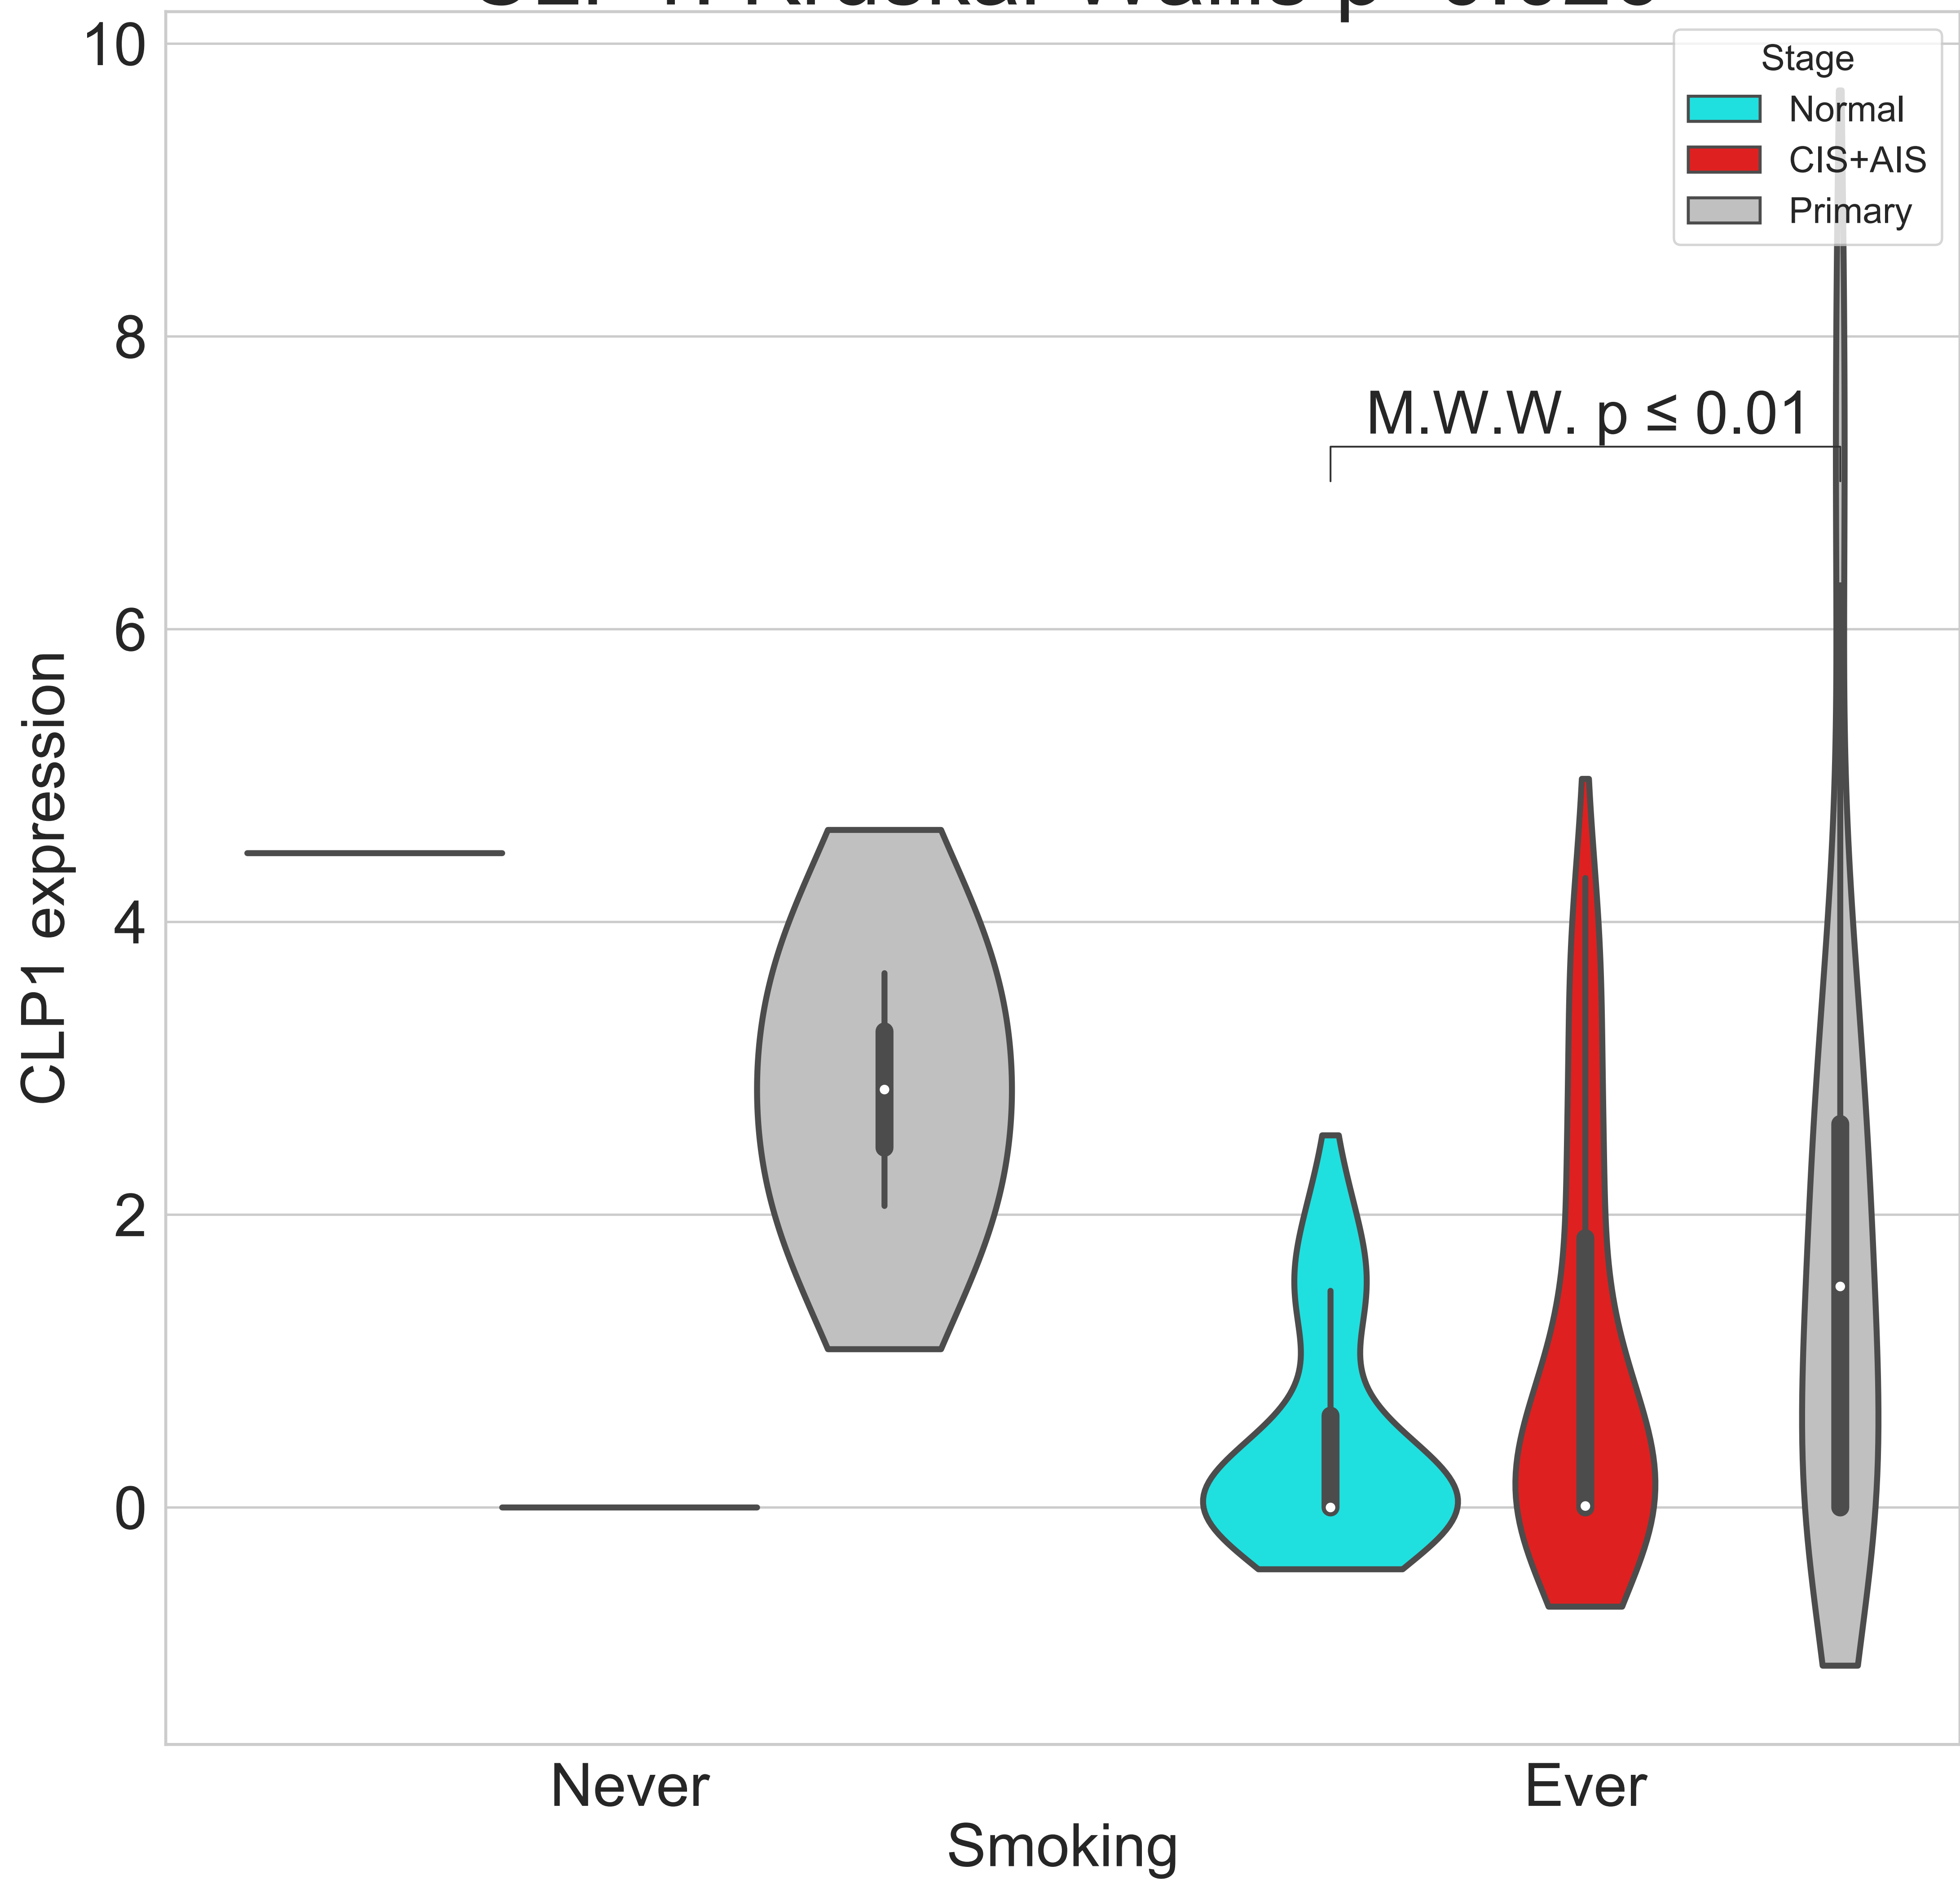 10
Stage
Normal
CIS+AIS
Primary
8
M.W.W. p ≤ 0.01
6
4
2
0
CLP1 expression
Never
Ever
Smoking